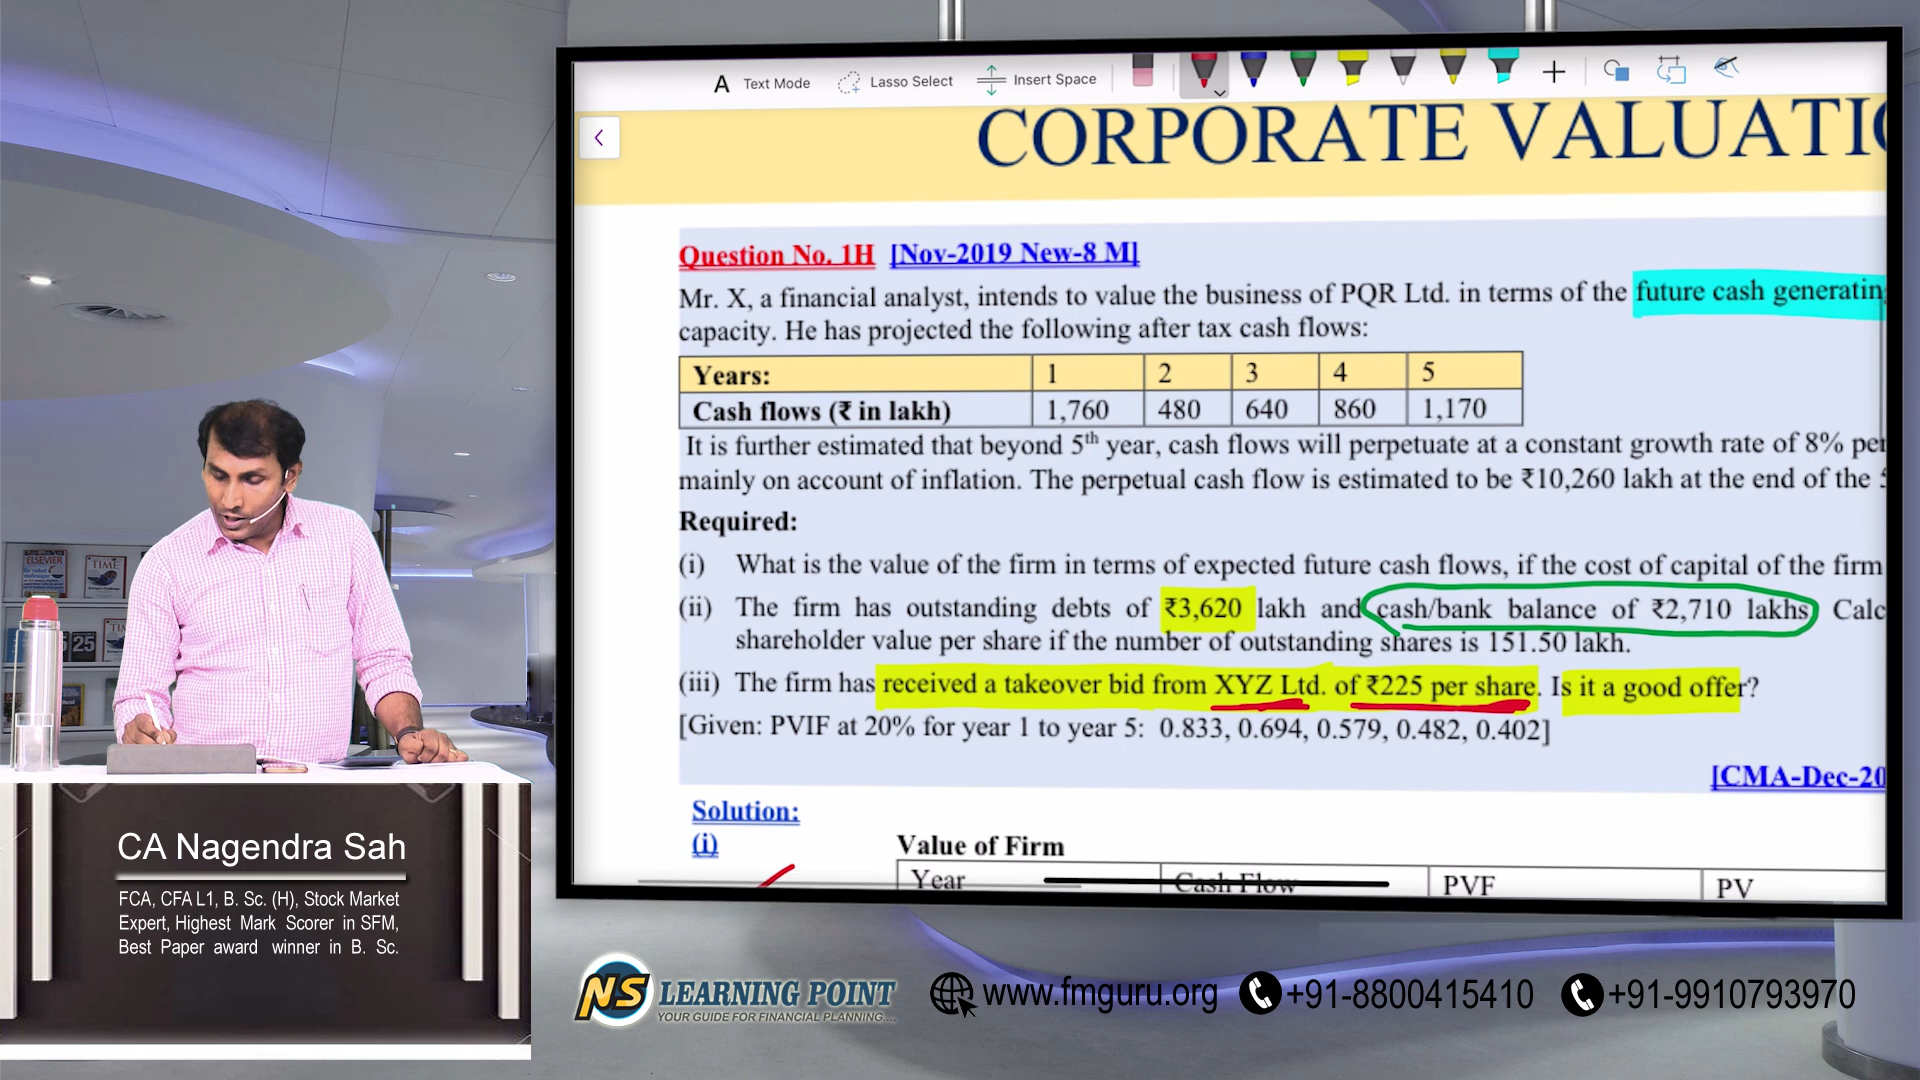 Text Mode
Lasso Select
Insert Space
CORPORATE VALUATI
Question No. 1H [Nov-2019 New-8 M]
Mr. X, a financial analyst, intends to value the business of PQR Ltd. in terms of the future cash generatin
capacity. He has projected the following after tax cash flows:
Years: 1 2 3 4 5
Cash flows (₹ in lakh) 1,760 480 640 860 1,170
It is further estimated that beyond 5th year, cash flows will perpetuate at a constant growth rate of 8% per
mainly on account of inflation. The perpetual cash flow is estimated to be ₹10,260 lakh at the end of the
Required:
(i) What is the value of the firm in terms of expected future cash flows, if the cost of capital of the firm
(ii) The firm has outstanding debts of ₹3,620 lakh and cash/bank balance of ₹2,710 lakhs Calc
shareholder value per share if the number of outstanding shares is 151.50 lakh.
(iii) The firm has received a takeover bid from XYZ Ltd. of ₹225 per share. Is it a good offer?
[Given: PVIF at 20% for year 1 to year 5: 0.833, 0.694, 0.579, 0.482, 0.402]
[CMA-Dec-20
Solution:
(i) Value of Firm
Year Cash Flow PVF PV
ELSEVIER
TIME
25
CA Nagendra Sah
FCA, CFA L1, B. Sc. (H), Stock Market
Expert, Highest Mark Scorer in SFM,
Best Paper award winner in B. Sc.
NS LEARNING POINT
YOUR GUIDE FOR FINANCIAL PLANNING....
www.fmguru.org
+91-8800415410
+91-9910793970